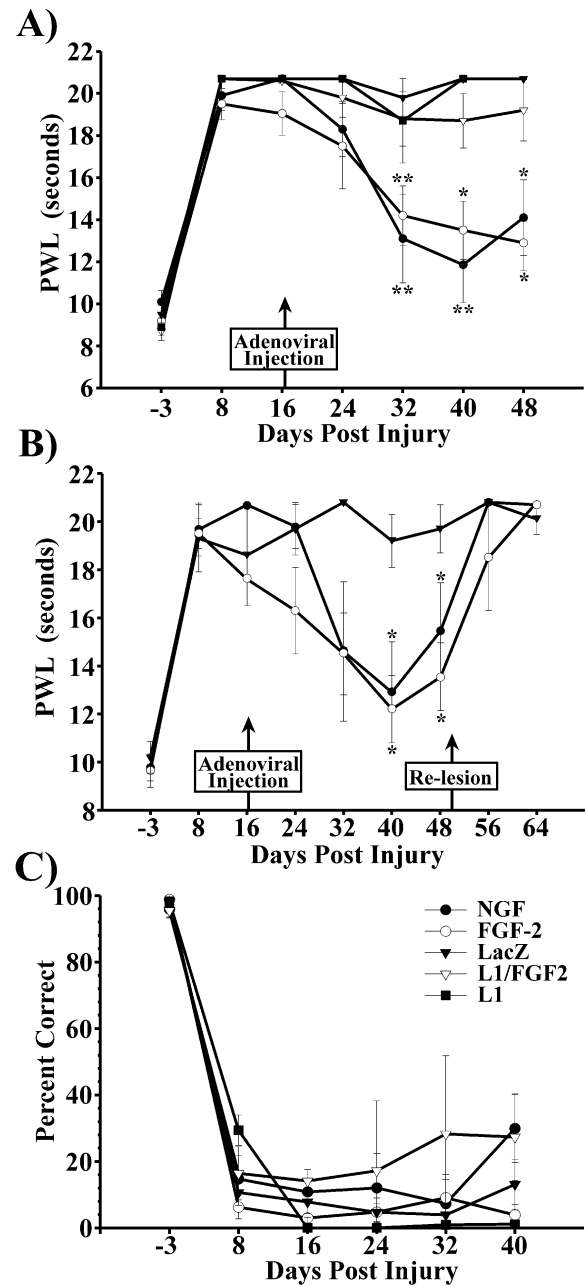 A)
22
20
18
16
14
12
10
8
6
PWL (seconds)
**
*
*
**
**
*
Adenoviral
Injection
-3 8 16 24 32 40 48
Days Post Injury
B)
22
20
18
16
14
12
10
8
PWL (seconds)
*
*
*
*
Adenoviral
Injection
Re-lesion
-3 8 16 24 32 40 48 56 64
Days Post Injury
C)
100
80
60
40
20
0
Percent Correct
NGF
FGF-2
LacZ
L1/FGF2
L1
-3 8 16 24 32 40
Days Post Injury